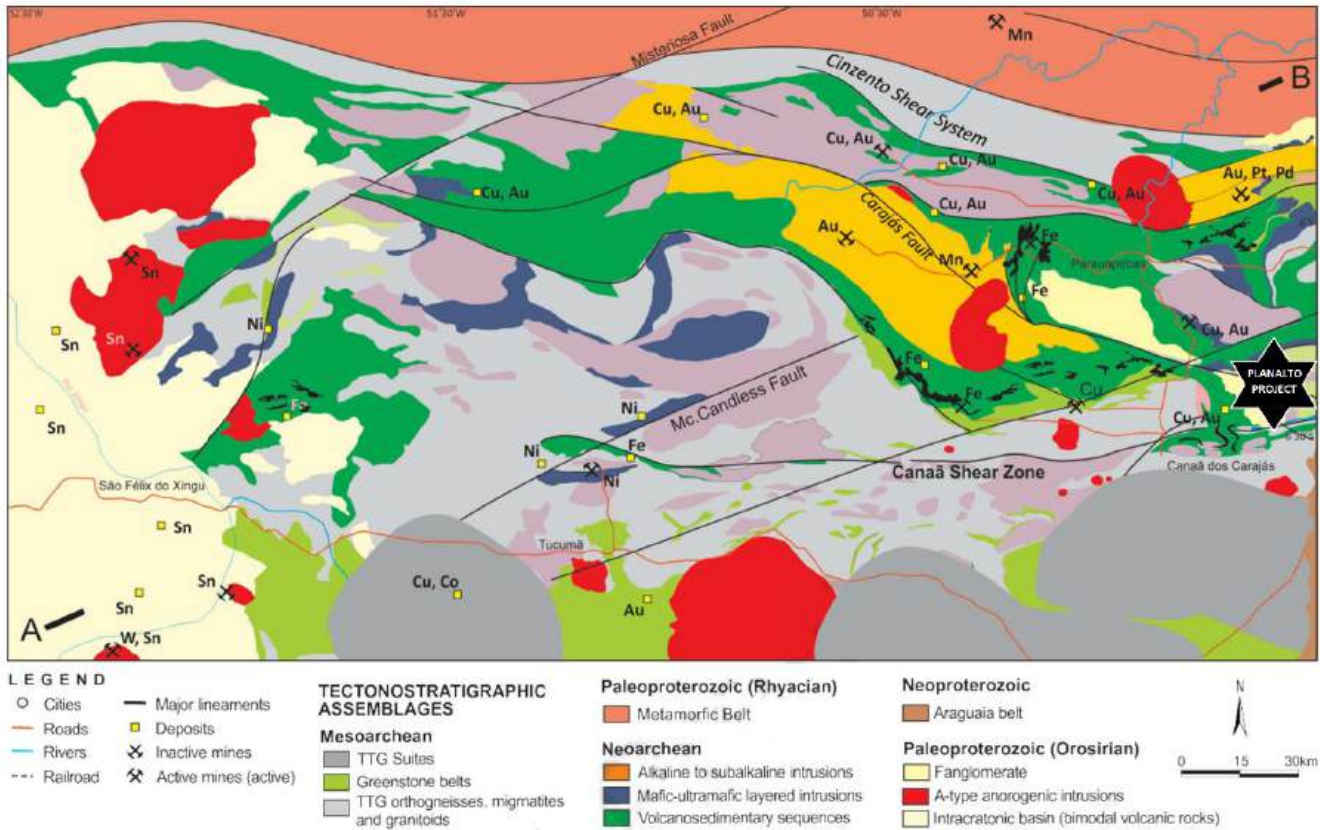 52°30'W
51°30'W
50°30'W
Mn
Misteriosa Fault
B
Cinzento Shear System
Cu, Au
Cu, Au
Cu, Au
Au, Pt, Pd
Cu, Au
Cu, Au
Cu, Au
Carajás Fault
Au
Fe
Mn
Parauapebas
Sn
Fe
Ni
Sn
Sn
Cu, Au
Fe
PLANALTO
PROJECT
Mc.Candless Fault
Fe
Cu
Fe
Ni
Cu, Au
Sn
6°30'S
Fe
Ni
Canaã Shear Zone
Canaã dos Carajás
Ni
São Félix do Xingu
Sn
Tucumã
Cu, Co
Sn
Sn
Au
A
W, Sn
LEGEND
Cities
Roads
Rivers
Railroad
Major lineaments
Deposits
Inactive mines
Active mines (active)
TECTONOSTRATIGRAPHIC
ASSEMBLAGES
Mesoarchean
TTG Suites
Greenstone belts
TTG orthogneisses, migmatites
and granitoids
Paleoproterozoic (Rhyacian)
Metamorfic Belt
Neoarchean
Alkaline to subalkaline intrusions
Mafic-ultramafic layered intrusions
Volcanosedimentary sequences
Neoproterozoic
Araguaia belt
Paleoproterozoic (Orosirian)
Fanglomerate
A-type anorogenic intrusions
Intracratonic basin (bimodal volcanic rocks)
N
0 15 30km